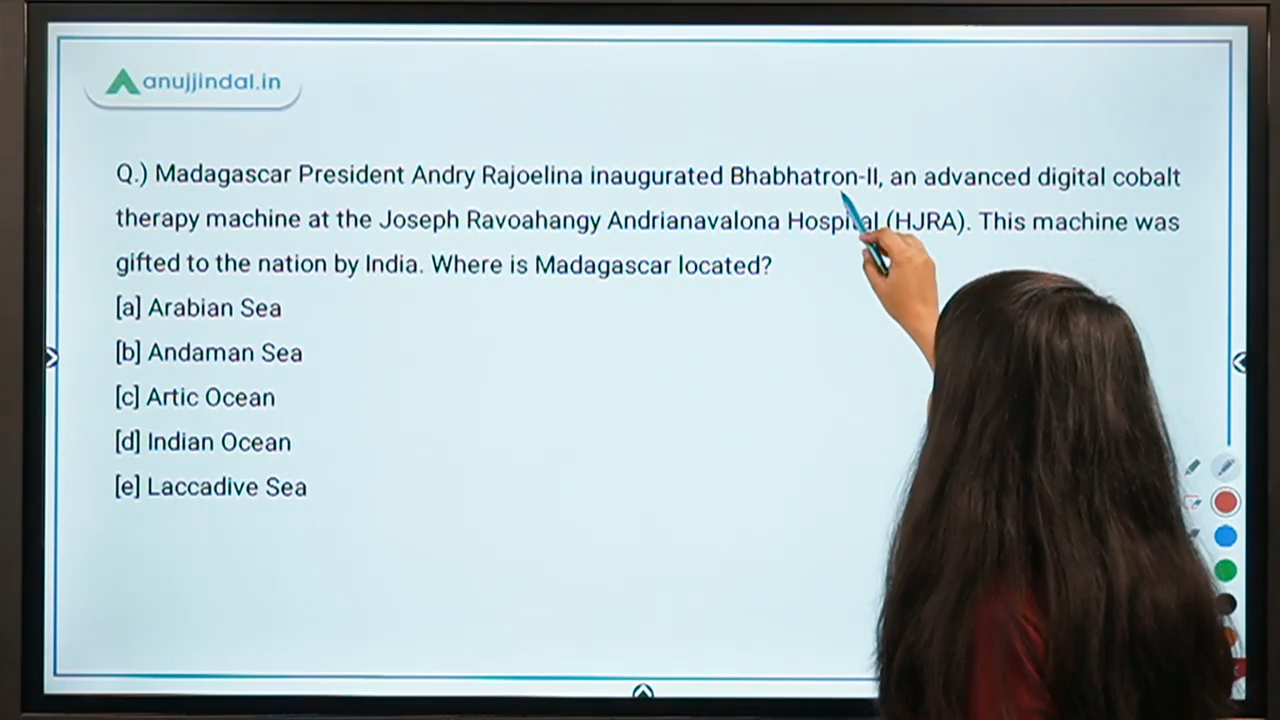 anujjindal.in
Q.) Madagascar President Andry Rajoelina inaugurated Bhabhatron-II, an advanced digital cobalt
therapy machine at the Joseph Ravoahangy Andrianavalona Hospital (HJRA). This machine was
gifted to the nation by India. Where is Madagascar located?
[a] Arabian Sea
[b] Andaman Sea
[c] Artic Ocean
[d] Indian Ocean
[e] Laccadive Sea